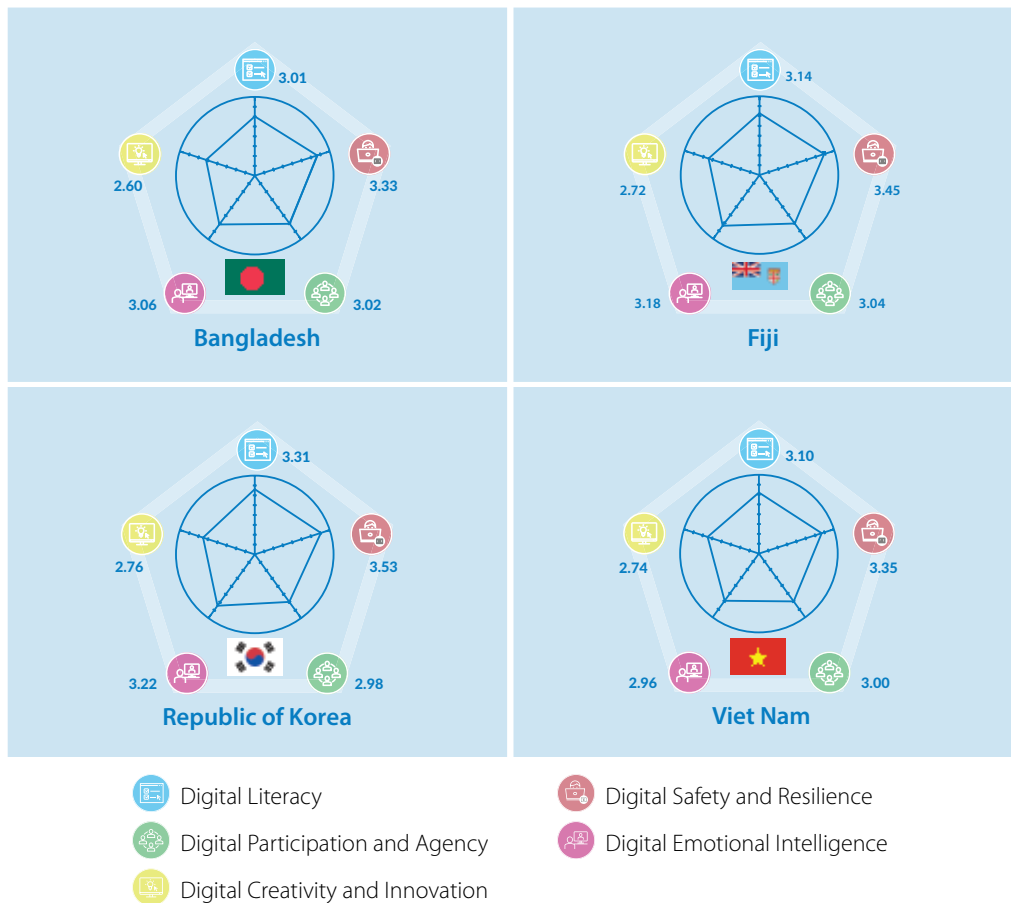 3.01
3.33
2.60
3.06
3.02
Bangladesh
3.14
3.45
2.72
3.18
3.04
Fiji
3.31
3.53
2.76
3.22
2.98
Republic of Korea
3.10
3.35
2.74
2.96
3.00
Viet Nam
Digital Literacy
Digital Safety and Resilience
Digital Participation and Agency
Digital Emotional Intelligence
Digital Creativity and Innovation